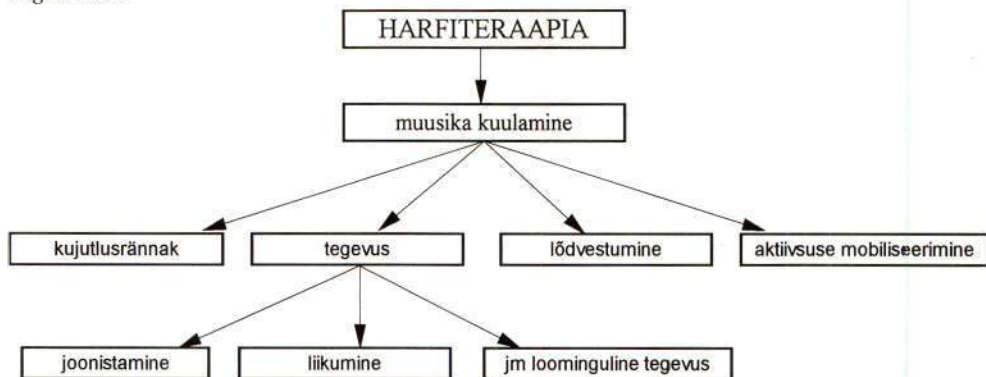 HARFITERAAPIA
muusika kuulamine
kujutlusrännak
tegevus
lõdvestumine
aktiivsuse mobiliseerimine
joonistamine
liikumine
jm loominguline tegevus